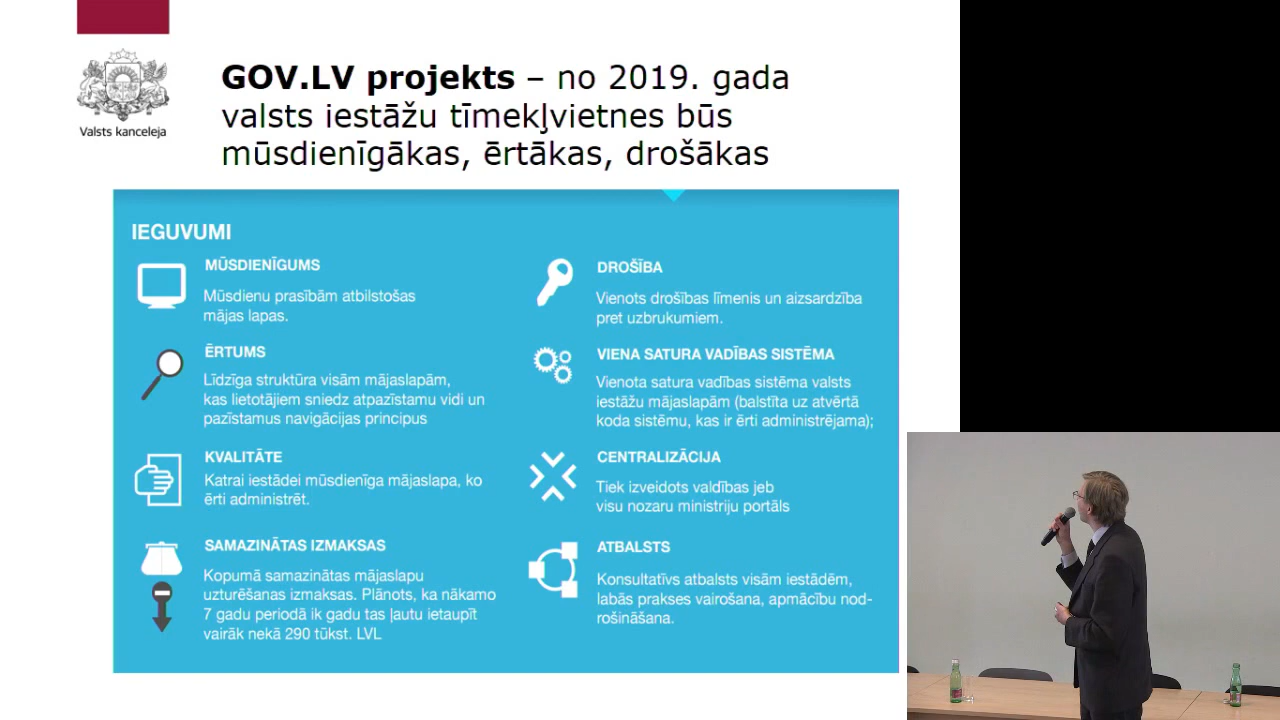 GOV.LV projekts – no 2019. gada
valsts iestāžu tīmekļvietnes būs
mūsdienīgākas, ērtākas, drošākas
Valsts kanceleja
IEGUVUMI
MŪSDIENĪGUMS
Mūsdienu prasībām atbilstošas
mājas lapas.
ĒRTUMS
Līdzīga struktūra visām mājaslapām,
kas lietotājiem sniedz atpazīstamu vidi un
pazīstamus navigācijas principus
KVALITĀTE
Katrai iestādei mūsdienīga mājaslapa, ko
ērti administrēt.
SAMAZINĀTAS IZMAKSAS
Kopumā samazinātas mājaslapu
uzturēšanas izmaksas. Plānots, ka nākamo
7 gadu periodā ik gadu tas ļautu ietaupīt
vairāk nekā 290 tūkst. LVL
DROŠĪBA
Vienots drošības līmenis un aizsardzība
pret uzbrukumiem.
VIENA SATURA VADĪBAS SISTĒMA
Vienota satura vadības sistēma valsts
iestāžu mājaslapām (balstīta uz atvērtā
koda sistēmu, kas ir ērti administrējama);
CENTRALIZĀCIJA
Tiek izveidots valdības jeb
visu nozaru ministriju portāls
ATBALSTS
Konsultatīvs atbalsts visām iestādēm,
labās prakses vairošana, apmācību nod-
rošināšana.